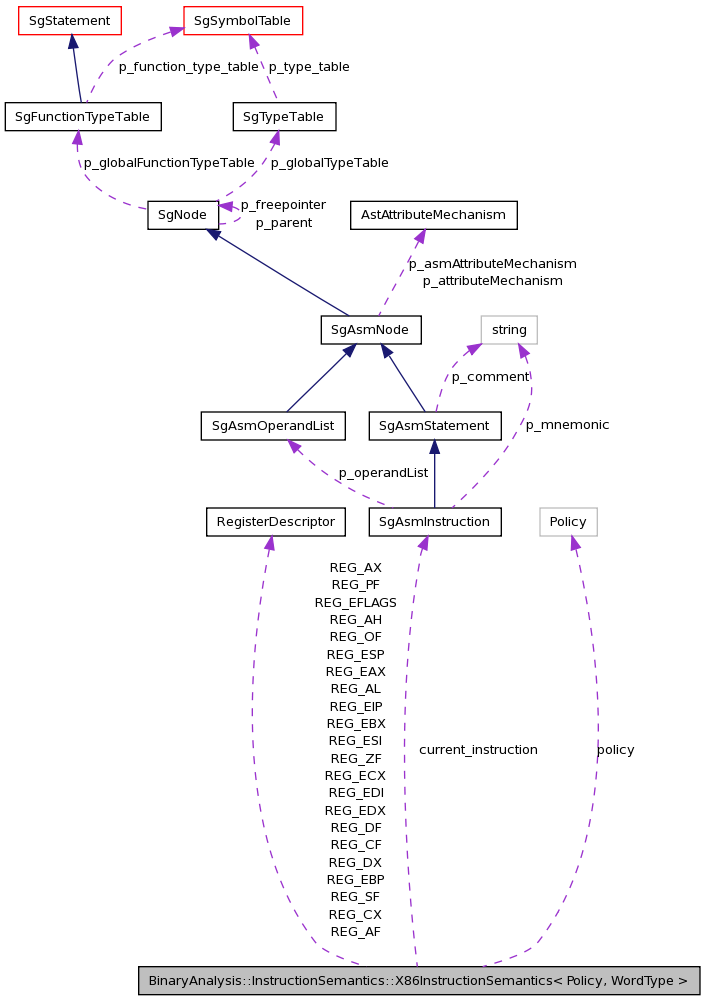 SgStatement
SgSymbolTable
p_function_type_table
p_type_table
SgFunctionTypeTable
SgTypeTable
p_globalFunctionTypeTable
p_globalTypeTable
SgNode
p_freepointer
p_parent
AstAttributeMechanism
p_asmAttributeMechanism
p_attributeMechanism
SgAsmNode
string
p_comment
SgAsmOperandList
SgAsmStatement
p_mnemonic
p_operandList
RegisterDescriptor
SgAsmInstruction
Policy
REG_AX
REG_PF
REG_EFLAGS
REG_AH
REG_OF
REG_ESP
REG_EAX
REG_AL
REG_EIP
REG_EBX
REG_ESI
REG_ZF
REG_ECX
REG_EDI
REG_EDX
REG_DF
REG_CF
REG_DX
REG_EBP
REG_SF
REG_CX
REG_AF
current_instruction
policy
BinaryAnalysis::InstructionSemantics::X86InstructionSemantics< Policy, WordType >